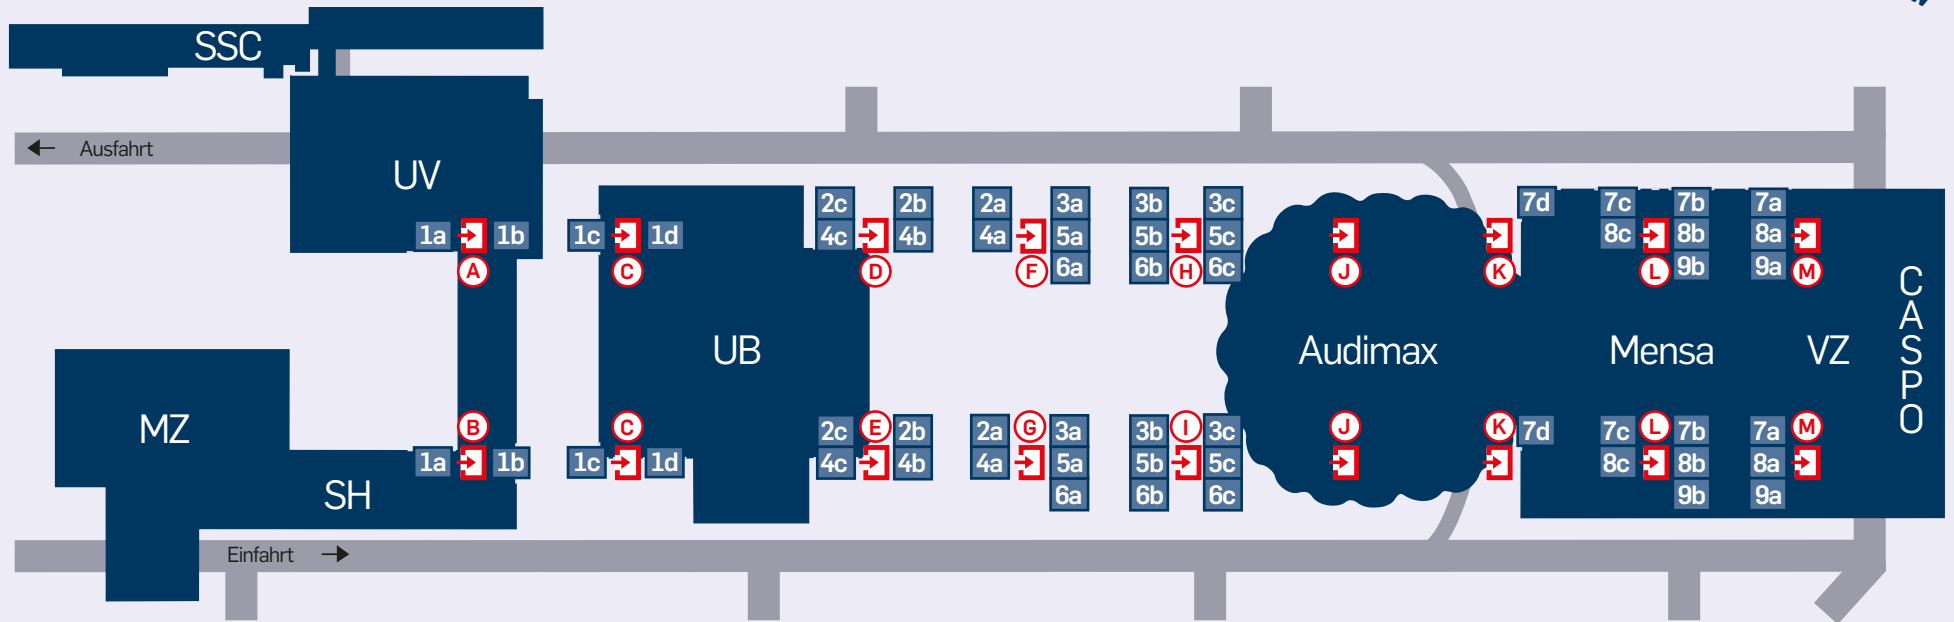 SSC
Ausfahrt
UV
1a
1b
A
1c
1d
C
2c
2b
4c
4b
D
2a
3a
4a
5a
6a
F
3b
3c
5b
5c
6b
6c
H
J
K
7d
7c
7b
8c
8b
9b
L
7a
8a
9a
M
MZ
SH
UB
Audimax
Mensa
VZ
CASPO
B
1a
1b
C
1c
1d
2c
E
2b
4c
4b
2a
G
3a
4a
5a
6a
3b
I
3c
5b
5c
6b
6c
J
K
7d
7c
L
7b
8c
8b
9b
7a
M
8a
9a
Einfahrt